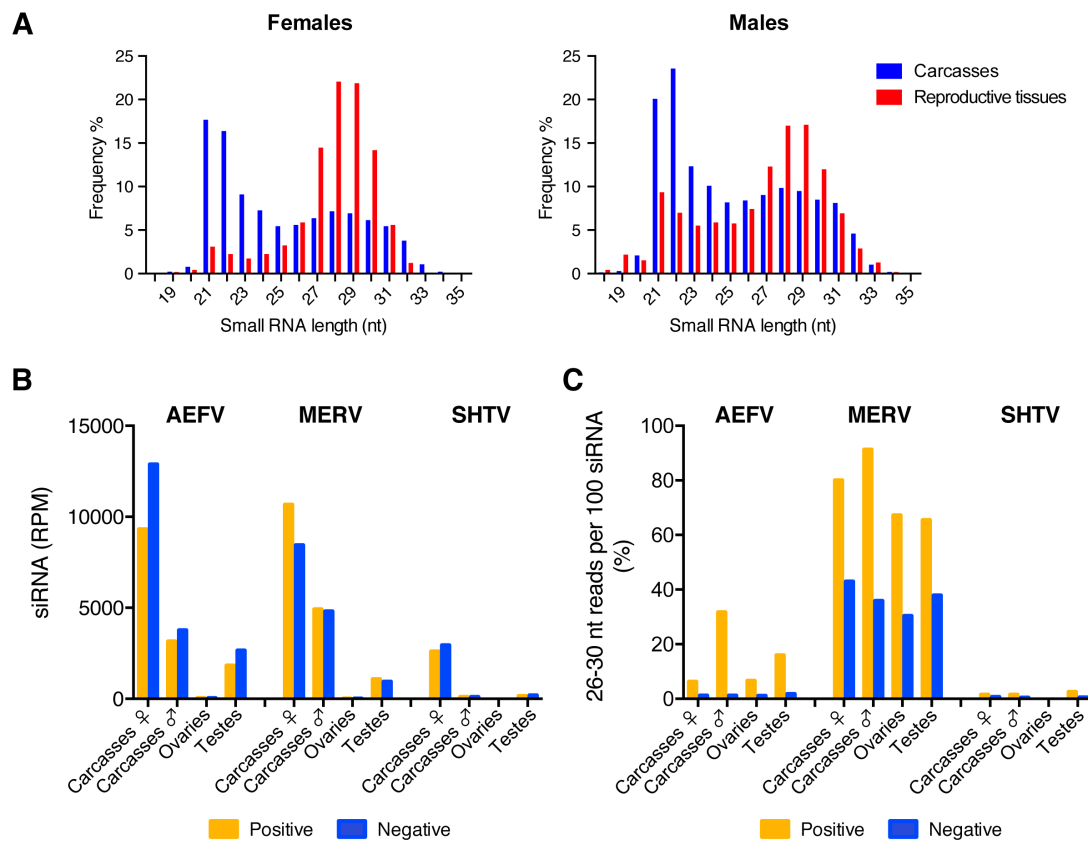 A
Females
Males
25
20
15
10
5
0
Frequency %
19
21
23
25
27
29
31
33
35
Small RNA length (nt)
25
20
15
10
5
0
Frequency %
19
21
23
25
27
29
31
33
35
Small RNA length (nt)
Carcasses
Reproductive tissues
B
AEFV
MERV
SHTV
15000
10000
5000
0
siRNA (RPM)
Carcasses ♀
Carcasses ♂
Ovaries
Testes
Carcasses ♀
Carcasses ♂
Ovaries
Testes
Carcasses ♀
Carcasses ♂
Ovaries
Testes
Positive
Negative
C
AEFV
MERV
SHTV
100
80
60
40
20
0
26-30 nt reads per 100 siRNA
(%)
Carcasses ♀
Carcasses ♂
Ovaries
Testes
Carcasses ♀
Carcasses ♂
Ovaries
Testes
Carcasses ♀
Carcasses ♂
Ovaries
Testes
Positive
Negative